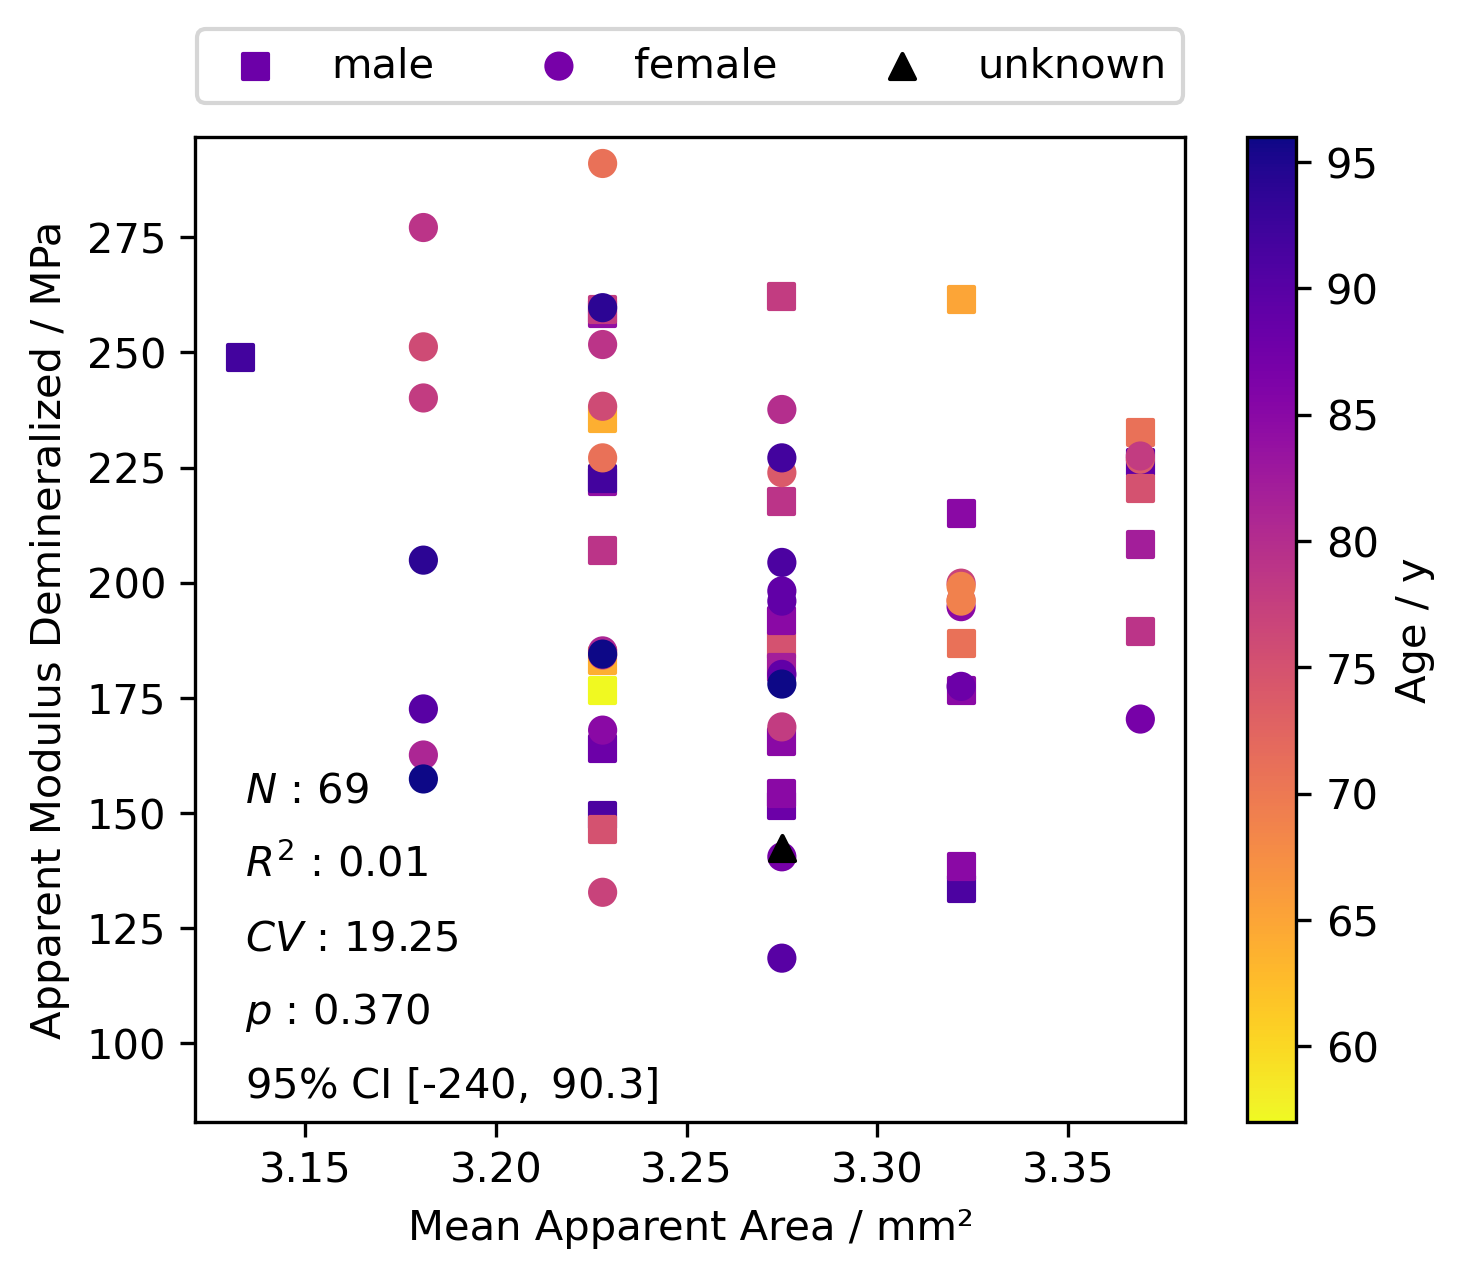 male female unknown
275
250
225
200
175
150
125
100
Apparent Modulus Demineralized / MPa
N : 69
R² : 0.01
CV : 19.25
p : 0.370
95% CI [-240, 90.3]
3.15 3.20 3.25 3.30 3.35
Mean Apparent Area / mm²
95
90
85
80
75
70
65
60
Age / y